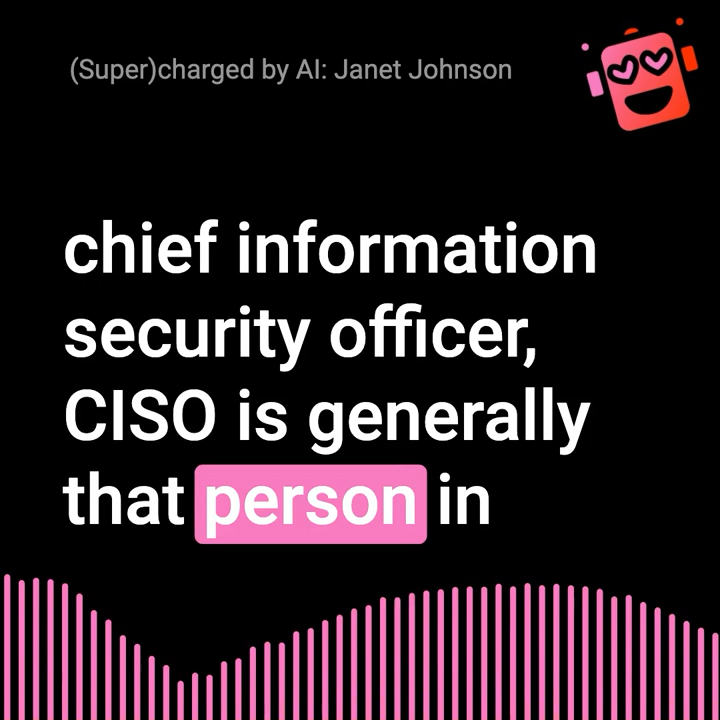 (Super)charged by AI: Janet Johnson
chief information
security officer,
CISO is generally
that person in